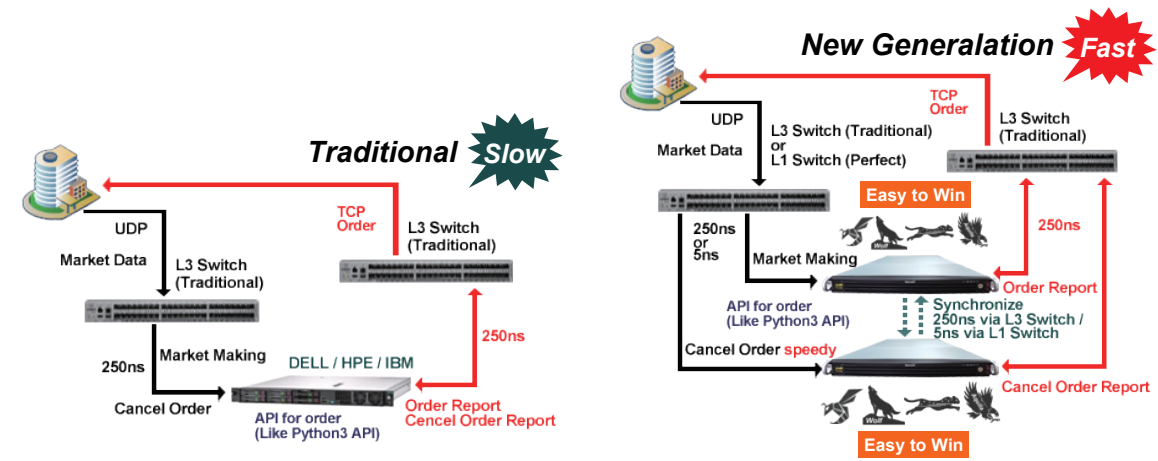 Traditional
Slow
UDP
Market Data
TCP
Order
L3 Switch
(Traditional)
L3 Switch
(Traditional)
250ns
Market Making
250ns
DELL / HPE / IBM
Cancel Order
API for order
(Like Python3 API)
Order Report
Cencel Order Report
New Generalation
Fast
UDP
Market Data
L3 Switch (Traditional)
or
L1 Switch (Perfect)
TCP
Order
L3 Switch
(Traditional)
Easy to Win
Wolf
250ns
or
5ns
250ns
Market Making
Order Report
API for order
(Like Python3 API)
Synchronize
250ns via L3 Switch /
5ns via L1 Switch
Cancel Order speedy
Cancel Order Report
Wolf
Easy to Win